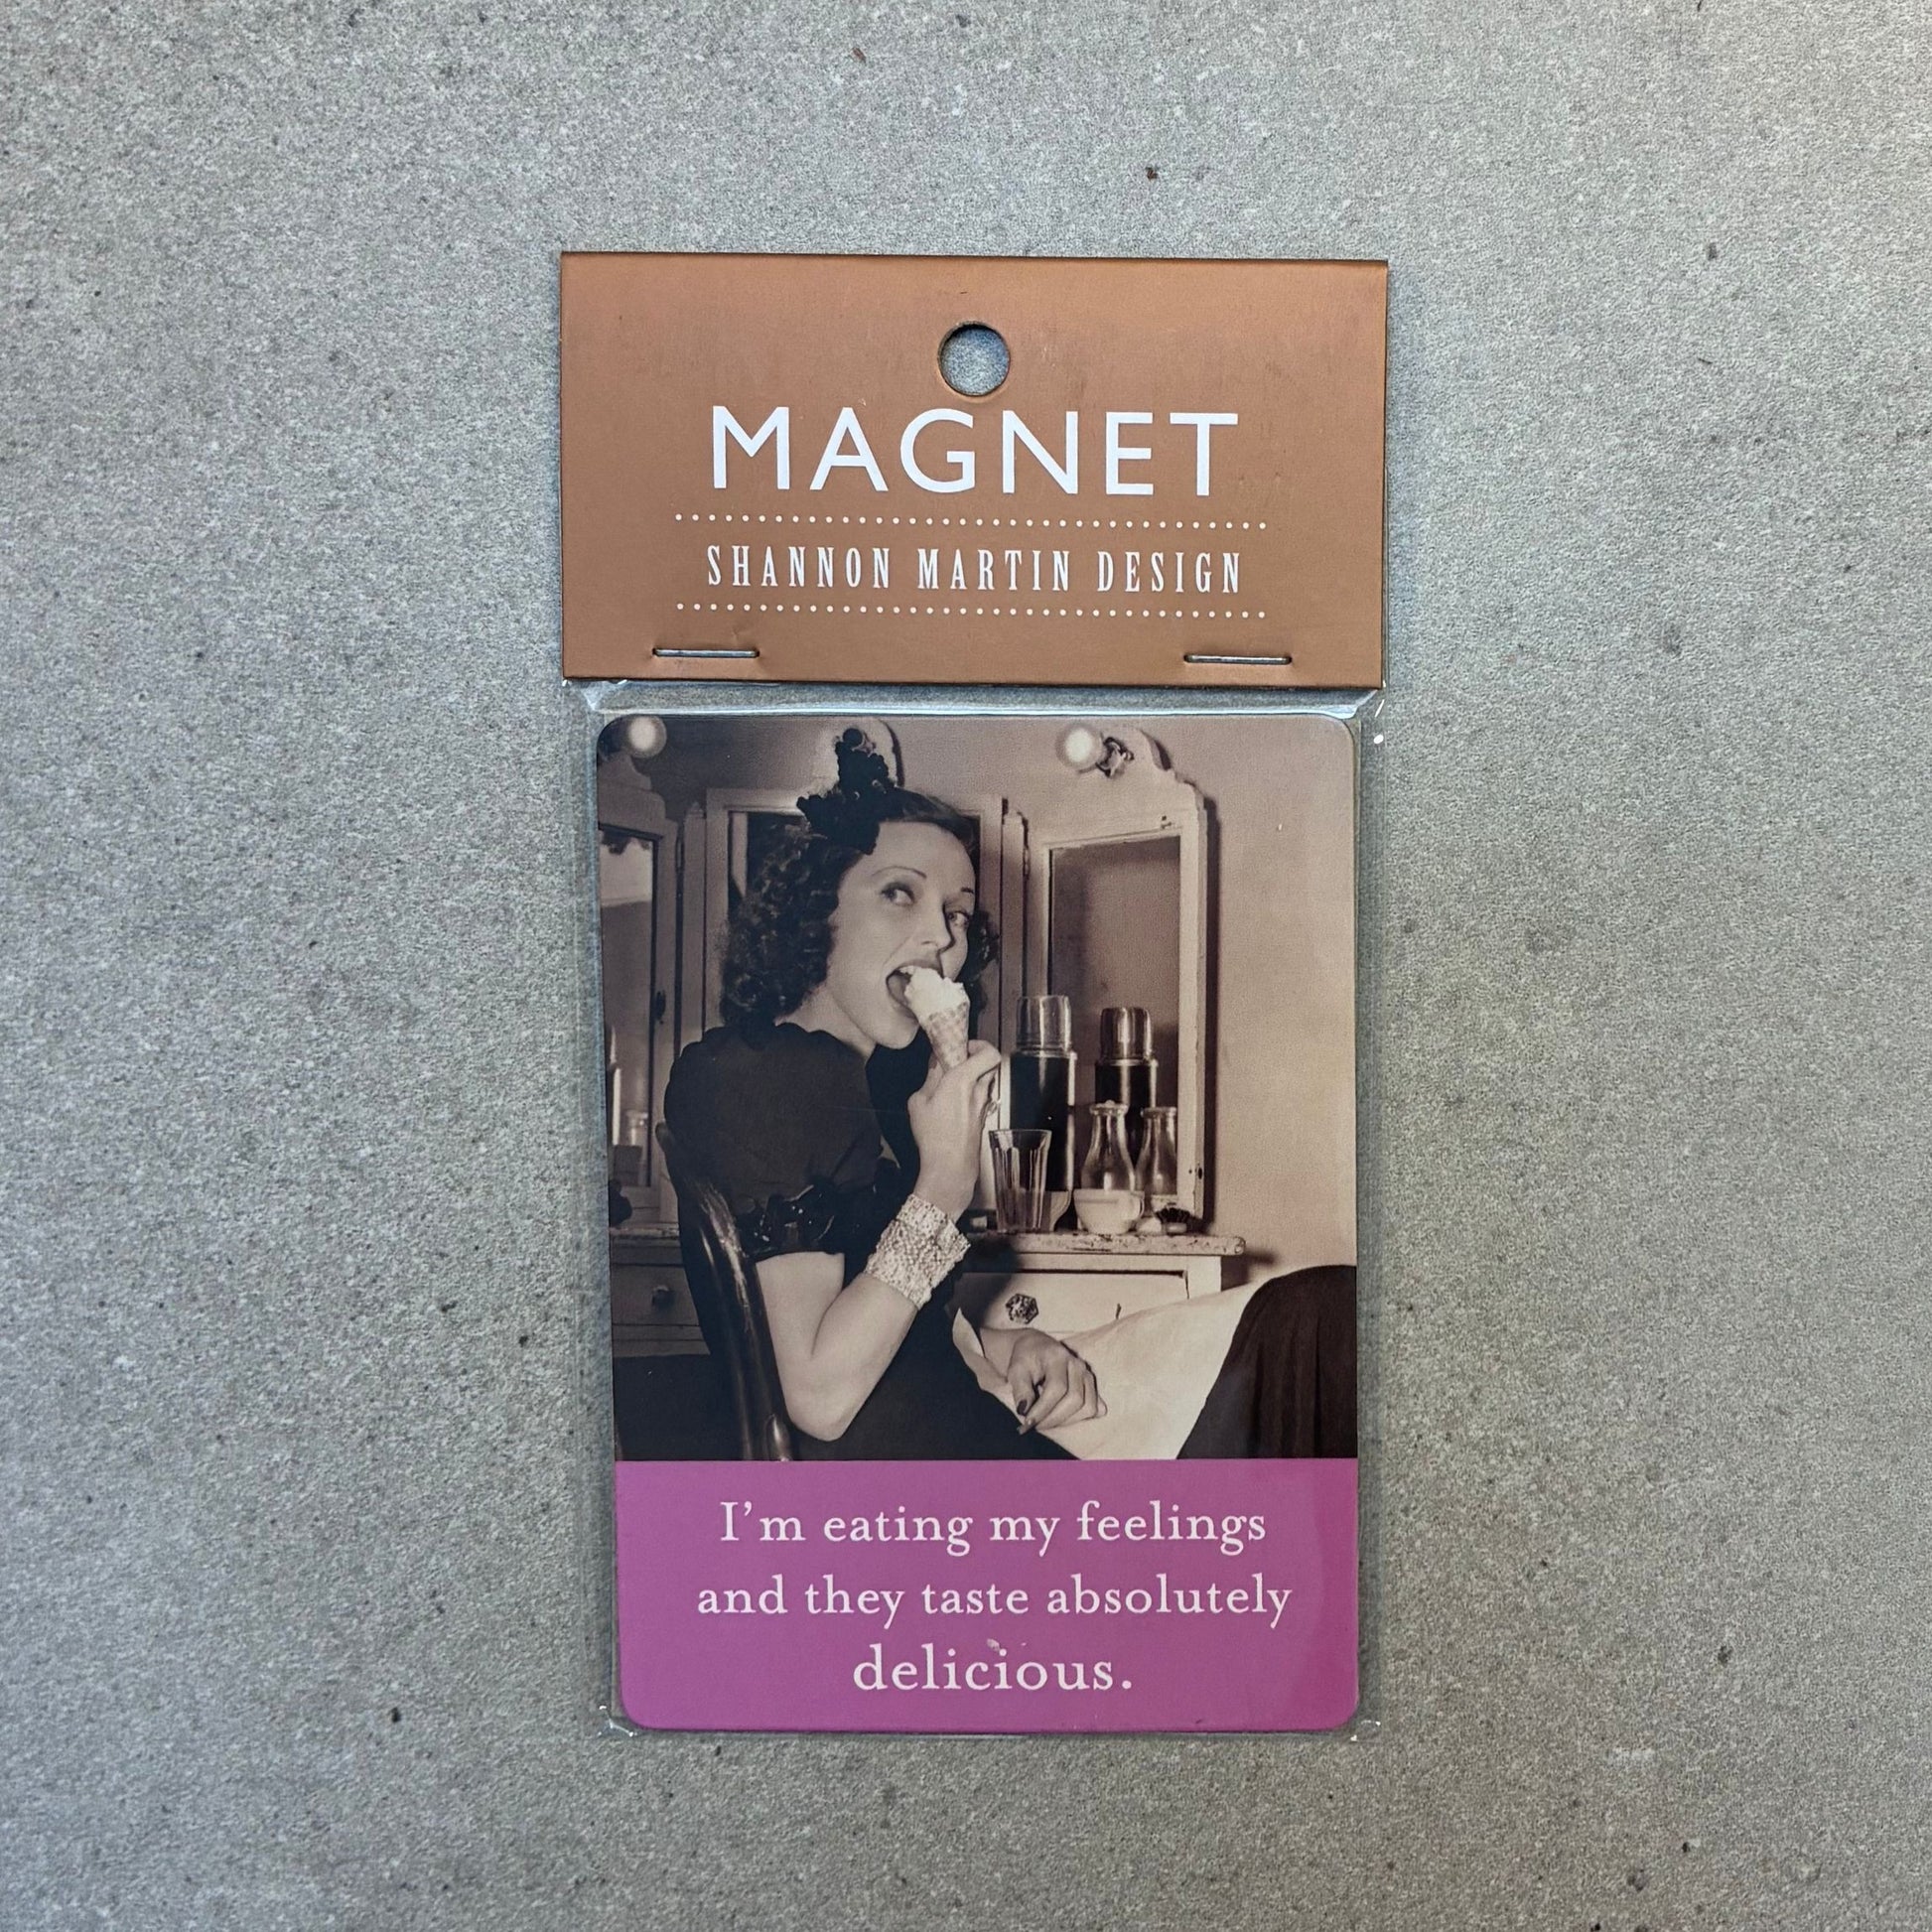 MAGNET
SHANNON MARTIN DESIGN
I'm eating my feelings
and they taste absolutely
delicious.